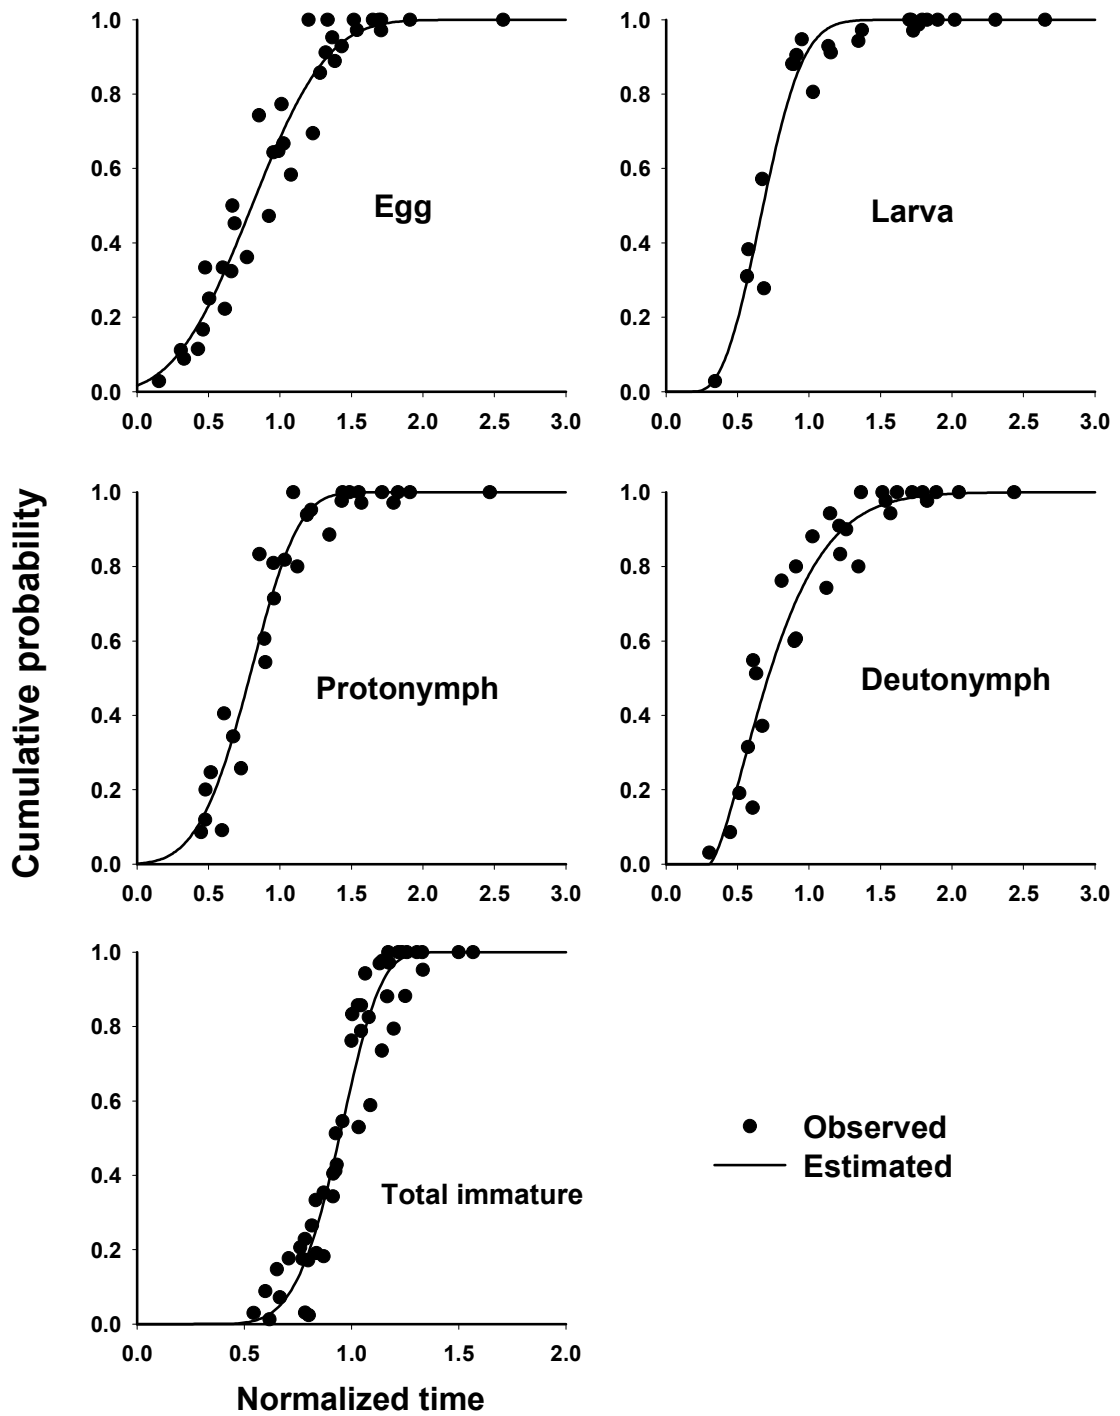 1.0
0.8
0.6
0.4
0.2
0.0
Egg
0.0 0.5 1.0 1.5 2.0 2.5 3.0
1.0
0.8
0.6
0.4
0.2
0.0
Larva
0.0 0.5 1.0 1.5 2.0 2.5 3.0
Cumulative probability
1.0
0.8
0.6
0.4
0.2
0.0
Protonymph
0.0 0.5 1.0 1.5 2.0 2.5 3.0
1.0
0.8
0.6
0.4
0.2
0.0
Deutonymph
0.0 0.5 1.0 1.5 2.0 2.5 3.0
1.0
0.8
0.6
0.4
0.2
0.0
Total immature
0.0 0.5 1.0 1.5 2.0
Normalized time
Observed
Estimated